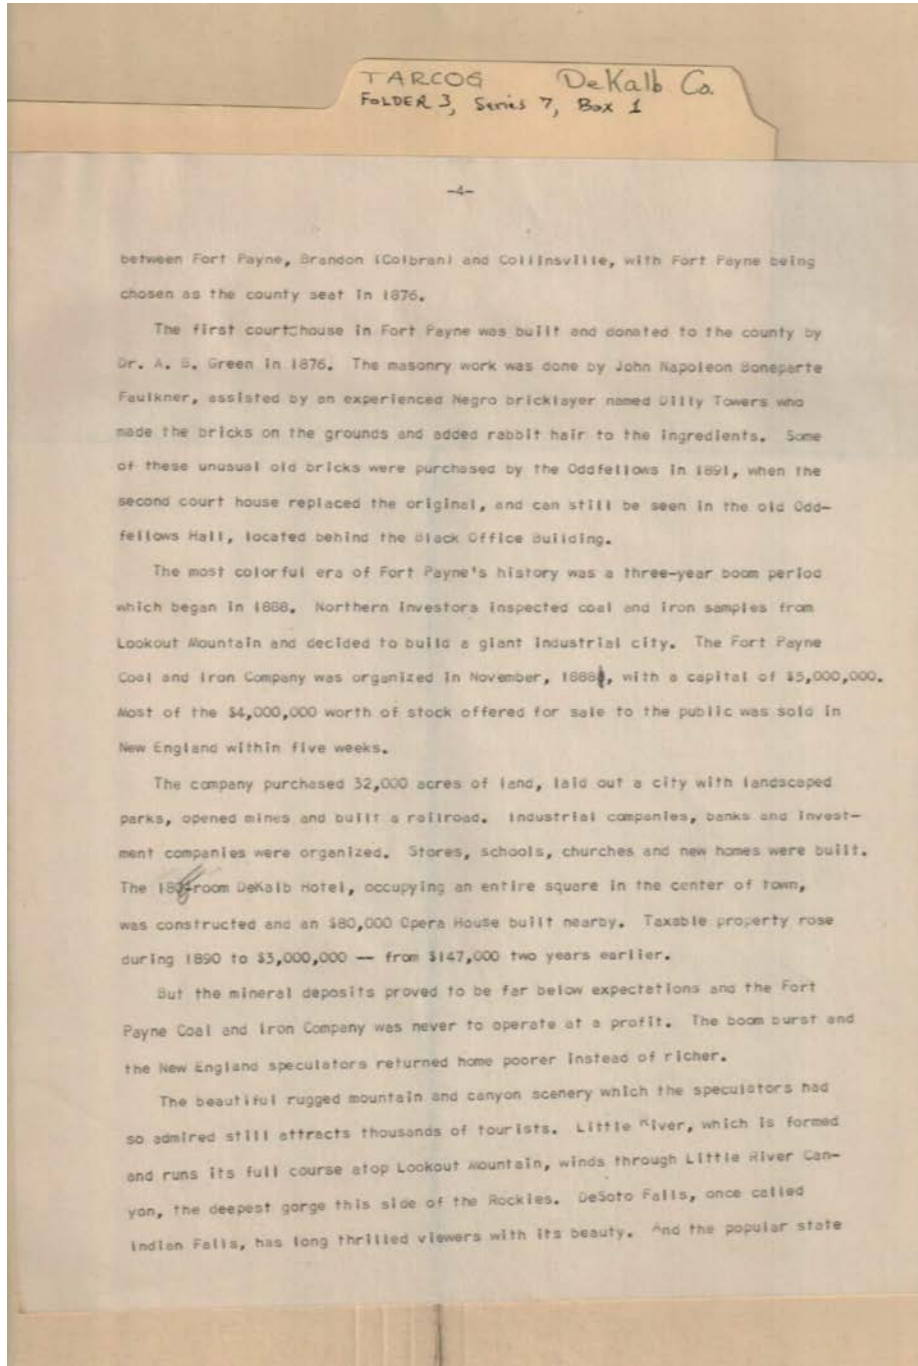 TARCOG DeKalb Co.
FOLDER 3, Series 7, Box 1
-4-
between Fort Payne, Brandon (Colbran) and Collinsville, with Fort Payne being
chosen as the county seat in 1876.
The first courthouse in Fort Payne was built and donated to the county by
Dr. A. B. Green in 1876. The masonry work was done by John Napoleon Boneparte
Faulkner, assisted by an experienced Negro bricklayer named Dilly Towers who
made the bricks on the grounds and added rabbit hair to the ingredients. Some
of these unusual old bricks were purchased by the Oddfellows in 1891, when the
second court house replaced the original, and can still be seen in the old Odd-
fellows Hall, located behind the Black Office Building.
The most colorful era of Fort Payne's history was a three-year boom period
which began in 1888. Northern investors inspected coal and iron samples from
Lookout Mountain and decided to build a giant industrial city. The Fort Payne
Coal and Iron Company was organized in November, 1888, with a capital of $5,000,000.
Most of the $4,000,000 worth of stock offered for sale to the public was sold in
New England within five weeks.
The company purchased 32,000 acres of land, laid out a city with landscaped
parks, opened mines and built a railroad. Industrial companies, banks and invest-
ment companies were organized. Stores, schools, churches and new homes were built.
The room DeKalb Hotel, occupying an entire square in the center of town,
was constructed and an $80,000 Opera House built nearby. Taxable property rose
during 1890 to $3,000,000 -- from $147,000 two years earlier.
But the mineral deposits proved to be far below expectations and the Fort
Payne Coal and Iron Company was never to operate at a profit. The boom burst and
the New England speculators returned home poorer instead of richer.
The beautiful rugged mountain and canyon scenery which the speculators had
so admired still attracts thousands of tourists. Little River, which is formed
and runs its full course atop Lookout Mountain, winds through Little River Can-
yon, the deepest gorge this side of the Rockies. DeSoto Falls, once called
Indian Falls, has long thrilled viewers with its beauty. And the popular state